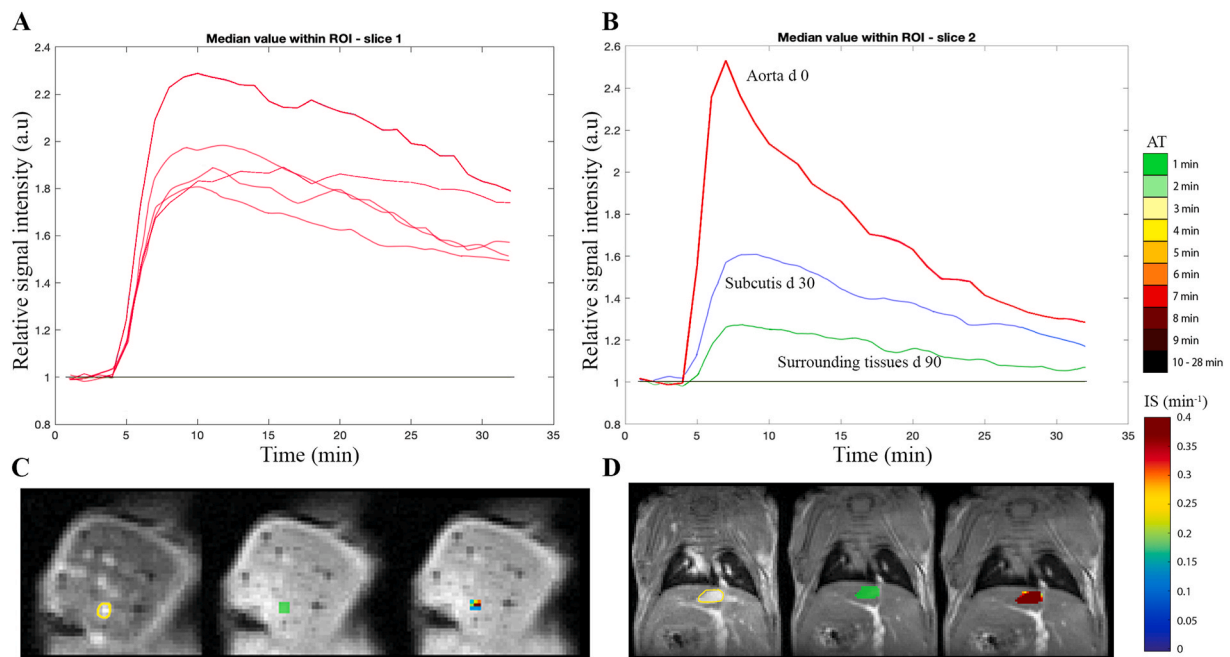 A
Median value within ROI - slice 1
2.4
2.2
2
1.8
1.6
1.4
1.2
1
0.8
Relative signal intensity (a.u)
0 5 10 15 20 25 30 35
Time (min)
B
Median value within ROI - slice 2
2.6
2.4
2.2
2.0
1.8
1.6
1.4
1.2
1
0.8
Relative signal intensity (a.u)
Aorta d 0
Subcutis d 30
Surrounding tissues d 90
0 5 10 15 20 25 30 35
Time (min)
AT
1 min
2 min
3 min
4 min
5 min
6 min
7 min
8 min
9 min
10 - 28 min
IS (min⁻¹)
0.4
0.35
0.3
0.25
0.2
0.15
0.1
0.05
0
C
D